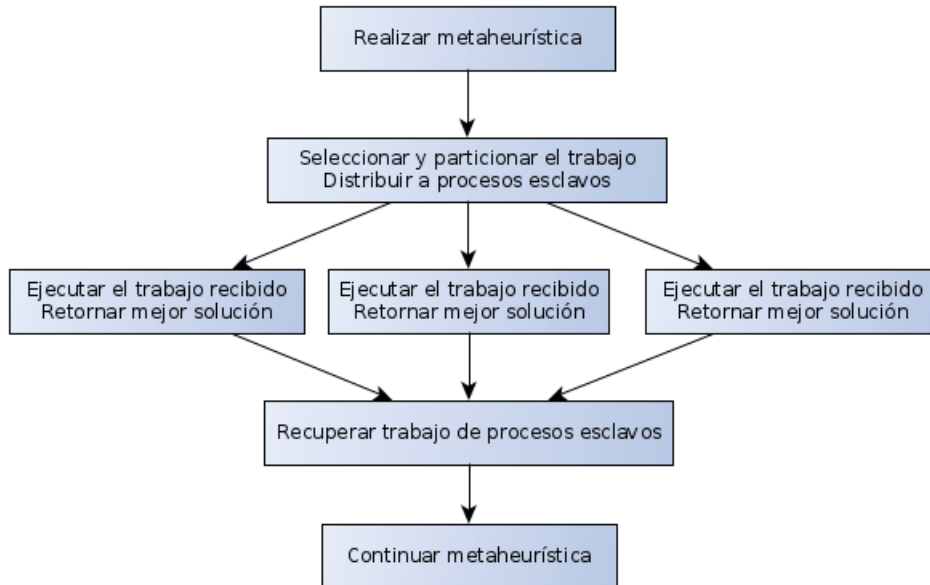 Realizar metaheurística
Seleccionar y particionar el trabajo
Distribuir a procesos esclavos
Ejecutar el trabajo recibido
Retornar mejor solución
Ejecutar el trabajo recibido
Retornar mejor solución
Ejecutar el trabajo recibido
Retornar mejor solución
Recuperar trabajo de procesos esclavos
Continuar metaheurística